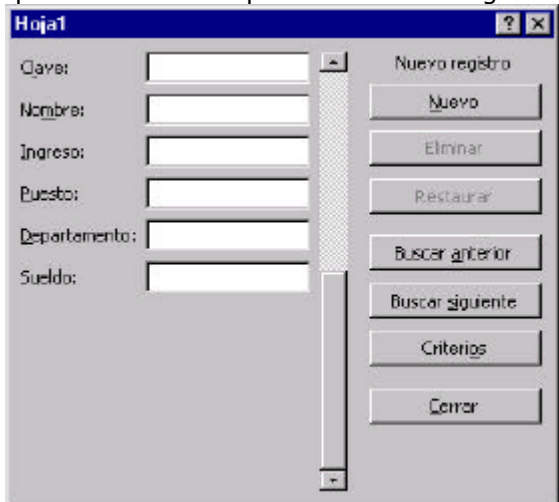 Hoja1
Clave:
Nombre:
Ingreso:
Puesto:
Departamento:
Sueldo:
Nuevo registro
Nuevo
Eliminar
Restaurar
Buscar anterior
Buscar siguiente
Criterios
Cerrar